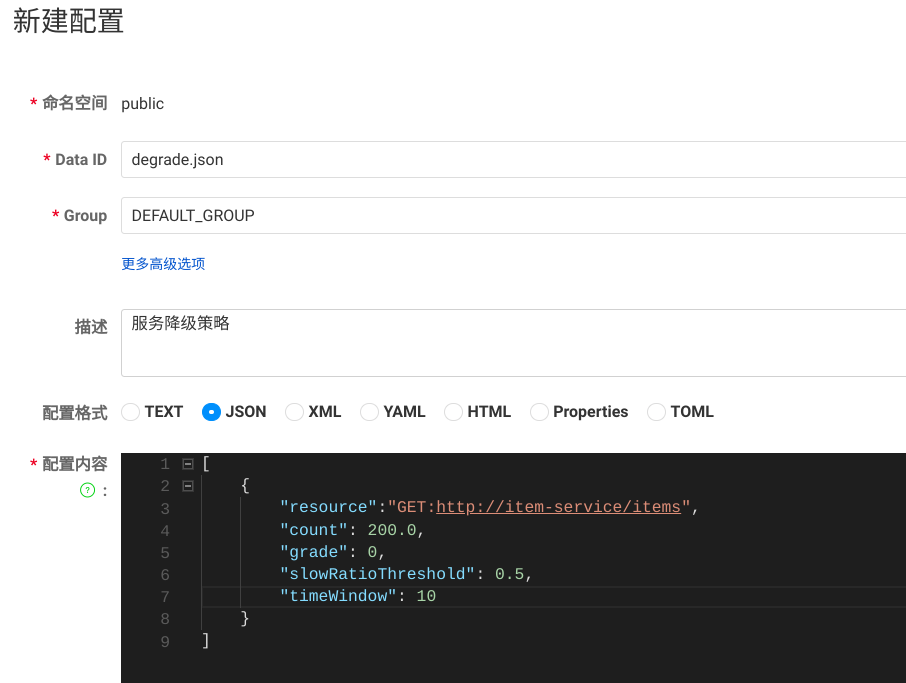 新建配置
* 命名空间 public
* Data ID degrade.json
* Group DEFAULT_GROUP
更多高级选项
描述 服务降级策略
配置格式 TEXT JSON XML YAML HTML Properties TOML
* 配置内容 1 [
? : 2 {
3 "resource":"GET:http://item-service/items",
4 "count": 200.0,
5 "grade": 0,
6 "slowRatioThreshold": 0.5,
7 "timeWindow": 10
8 }
9 ]